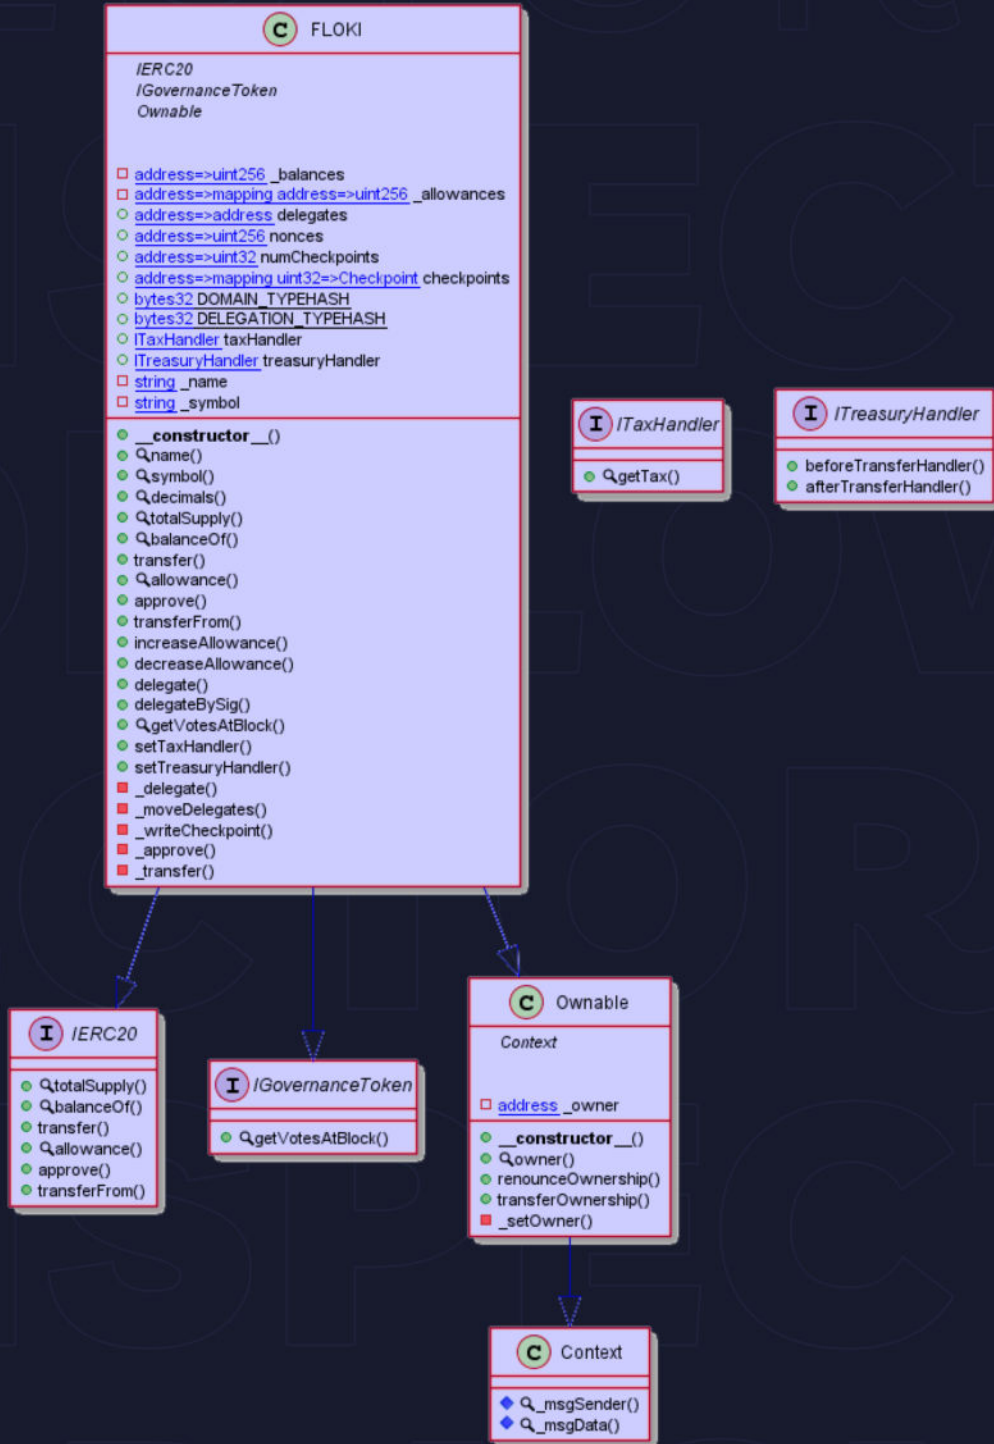 C FLOKI
IERC20
IGovernanceToken
Ownable
address=>uint256 _balances
address=>mapping address=>uint256 _allowances
address=>address delegates
address=>uint256 nonces
address=>uint32 numCheckpoints
address=>mapping uint32=>Checkpoint checkpoints
bytes32 DOMAIN_TYPEHASH
bytes32 DELEGATION_TYPEHASH
ITaxHandler taxHandler
ITreasuryHandler treasuryHandler
string _name
string _symbol
__constructor__()
name()
symbol()
decimals()
totalSupply()
balanceOf()
transfer()
allowance()
approve()
transferFrom()
increaseAllowance()
decreaseAllowance()
delegate()
delegateBySig()
getVotesAtBlock()
setTaxHandler()
setTreasuryHandler()
_delegate()
_moveDelegates()
_writeCheckpoint()
_approve()
_transfer()
I ITaxHandler
getTax()
I ITreasuryHandler
beforeTransferHandler()
afterTransferHandler()
I IERC20
totalSupply()
balanceOf()
transfer()
allowance()
approve()
transferFrom()
I IGovernanceToken
getVotesAtBlock()
C Ownable
Context
address _owner
__constructor__()
owner()
renounceOwnership()
transferOwnership()
_setOwner()
C Context
_msgSender()
_msgData()